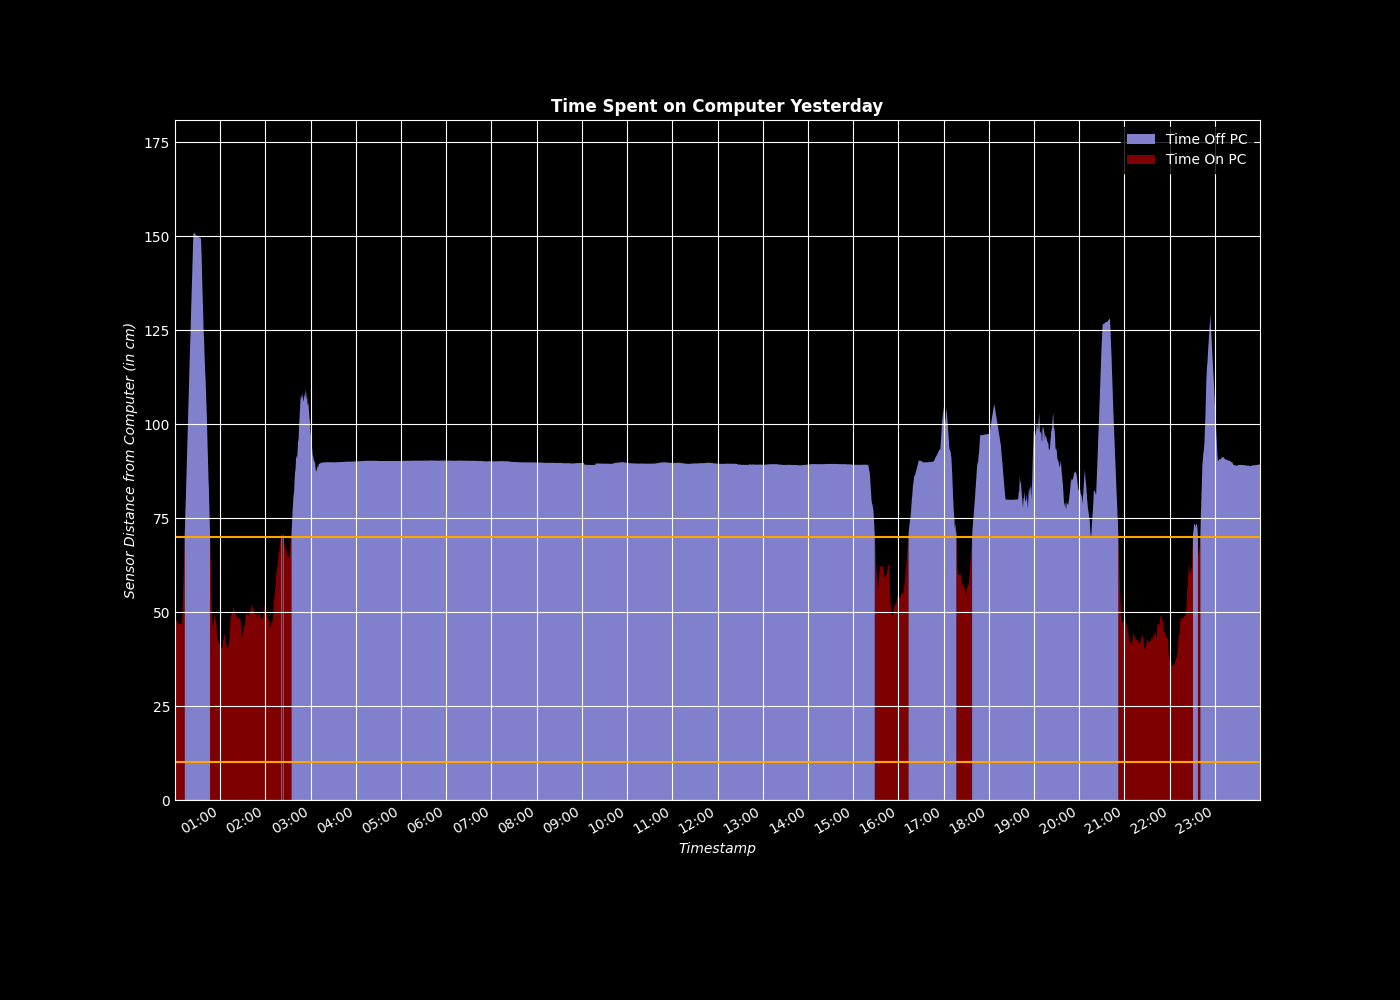 Time Spent on Computer Yesterday
Time Off PC
Time On PC
175
150
125
100
75
50
25
0
Sensor Distance from Computer (in cm)
01:00 02:00 03:00 04:00 05:00 06:00 07:00 08:00 09:00 10:00 11:00 12:00 13:00 14:00 15:00 16:00 17:00 18:00 19:00 20:00 21:00 22:00 23:00
Timestamp